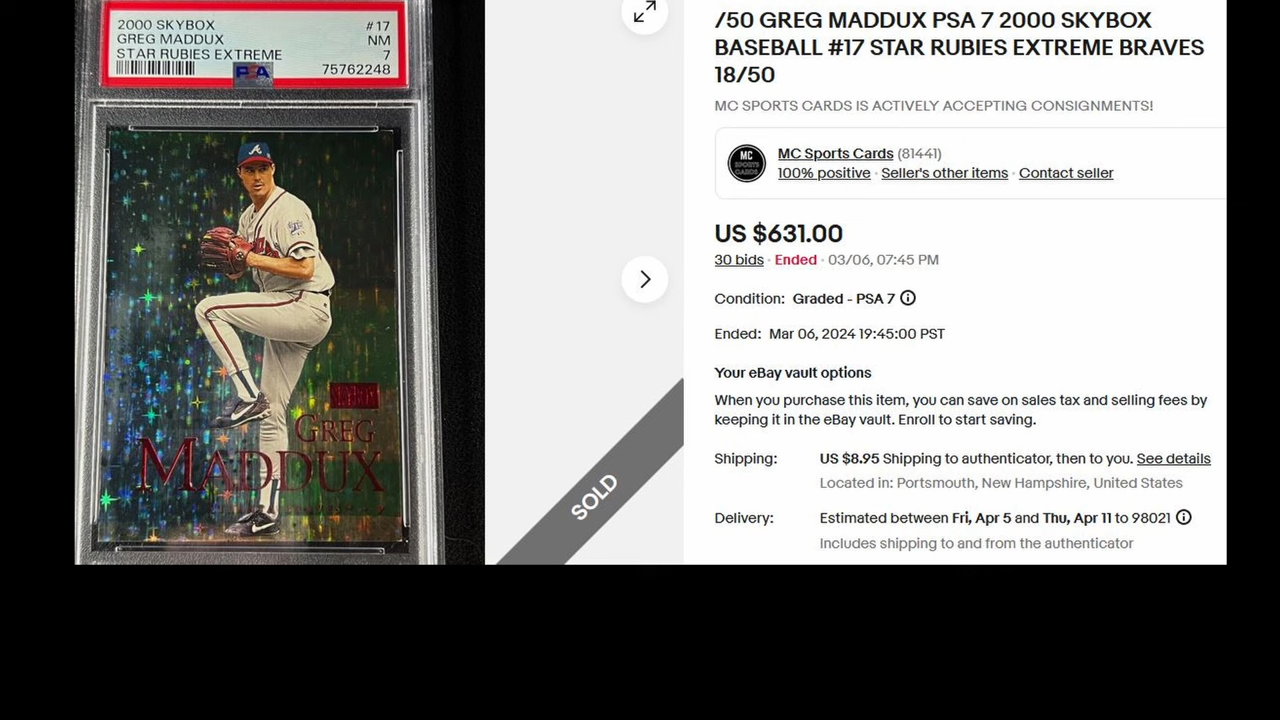 2000 SKYBOX #17
GREG MADDUX NM
STAR RUBIES EXTREME 7
PSA 75762248
SKYBOX
GREG
MADDUX
SOLD
/50 GREG MADDUX PSA 7 2000 SKYBOX
BASEBALL #17 STAR RUBIES EXTREME BRAVES
18/50
MC SPORTS CARDS IS ACTIVELY ACCEPTING CONSIGNMENTS!
MC
SPORTS
CARDS
MC Sports Cards (81441)
100% positive · Seller's other items · Contact seller
US $631.00
30 bids · Ended · 03/06, 07:45 PM
Condition: Graded - PSA 7
Ended: Mar 06, 2024 19:45:00 PST
Your eBay vault options
When you purchase this item, you can save on sales tax and selling fees by
keeping it in the eBay vault. Enroll to start saving.
Shipping: US $8.95 Shipping to authenticator, then to you. See details
Located in: Portsmouth, New Hampshire, United States
Delivery: Estimated between Fri, Apr 5 and Thu, Apr 11 to 98021
Includes shipping to and from the authenticator